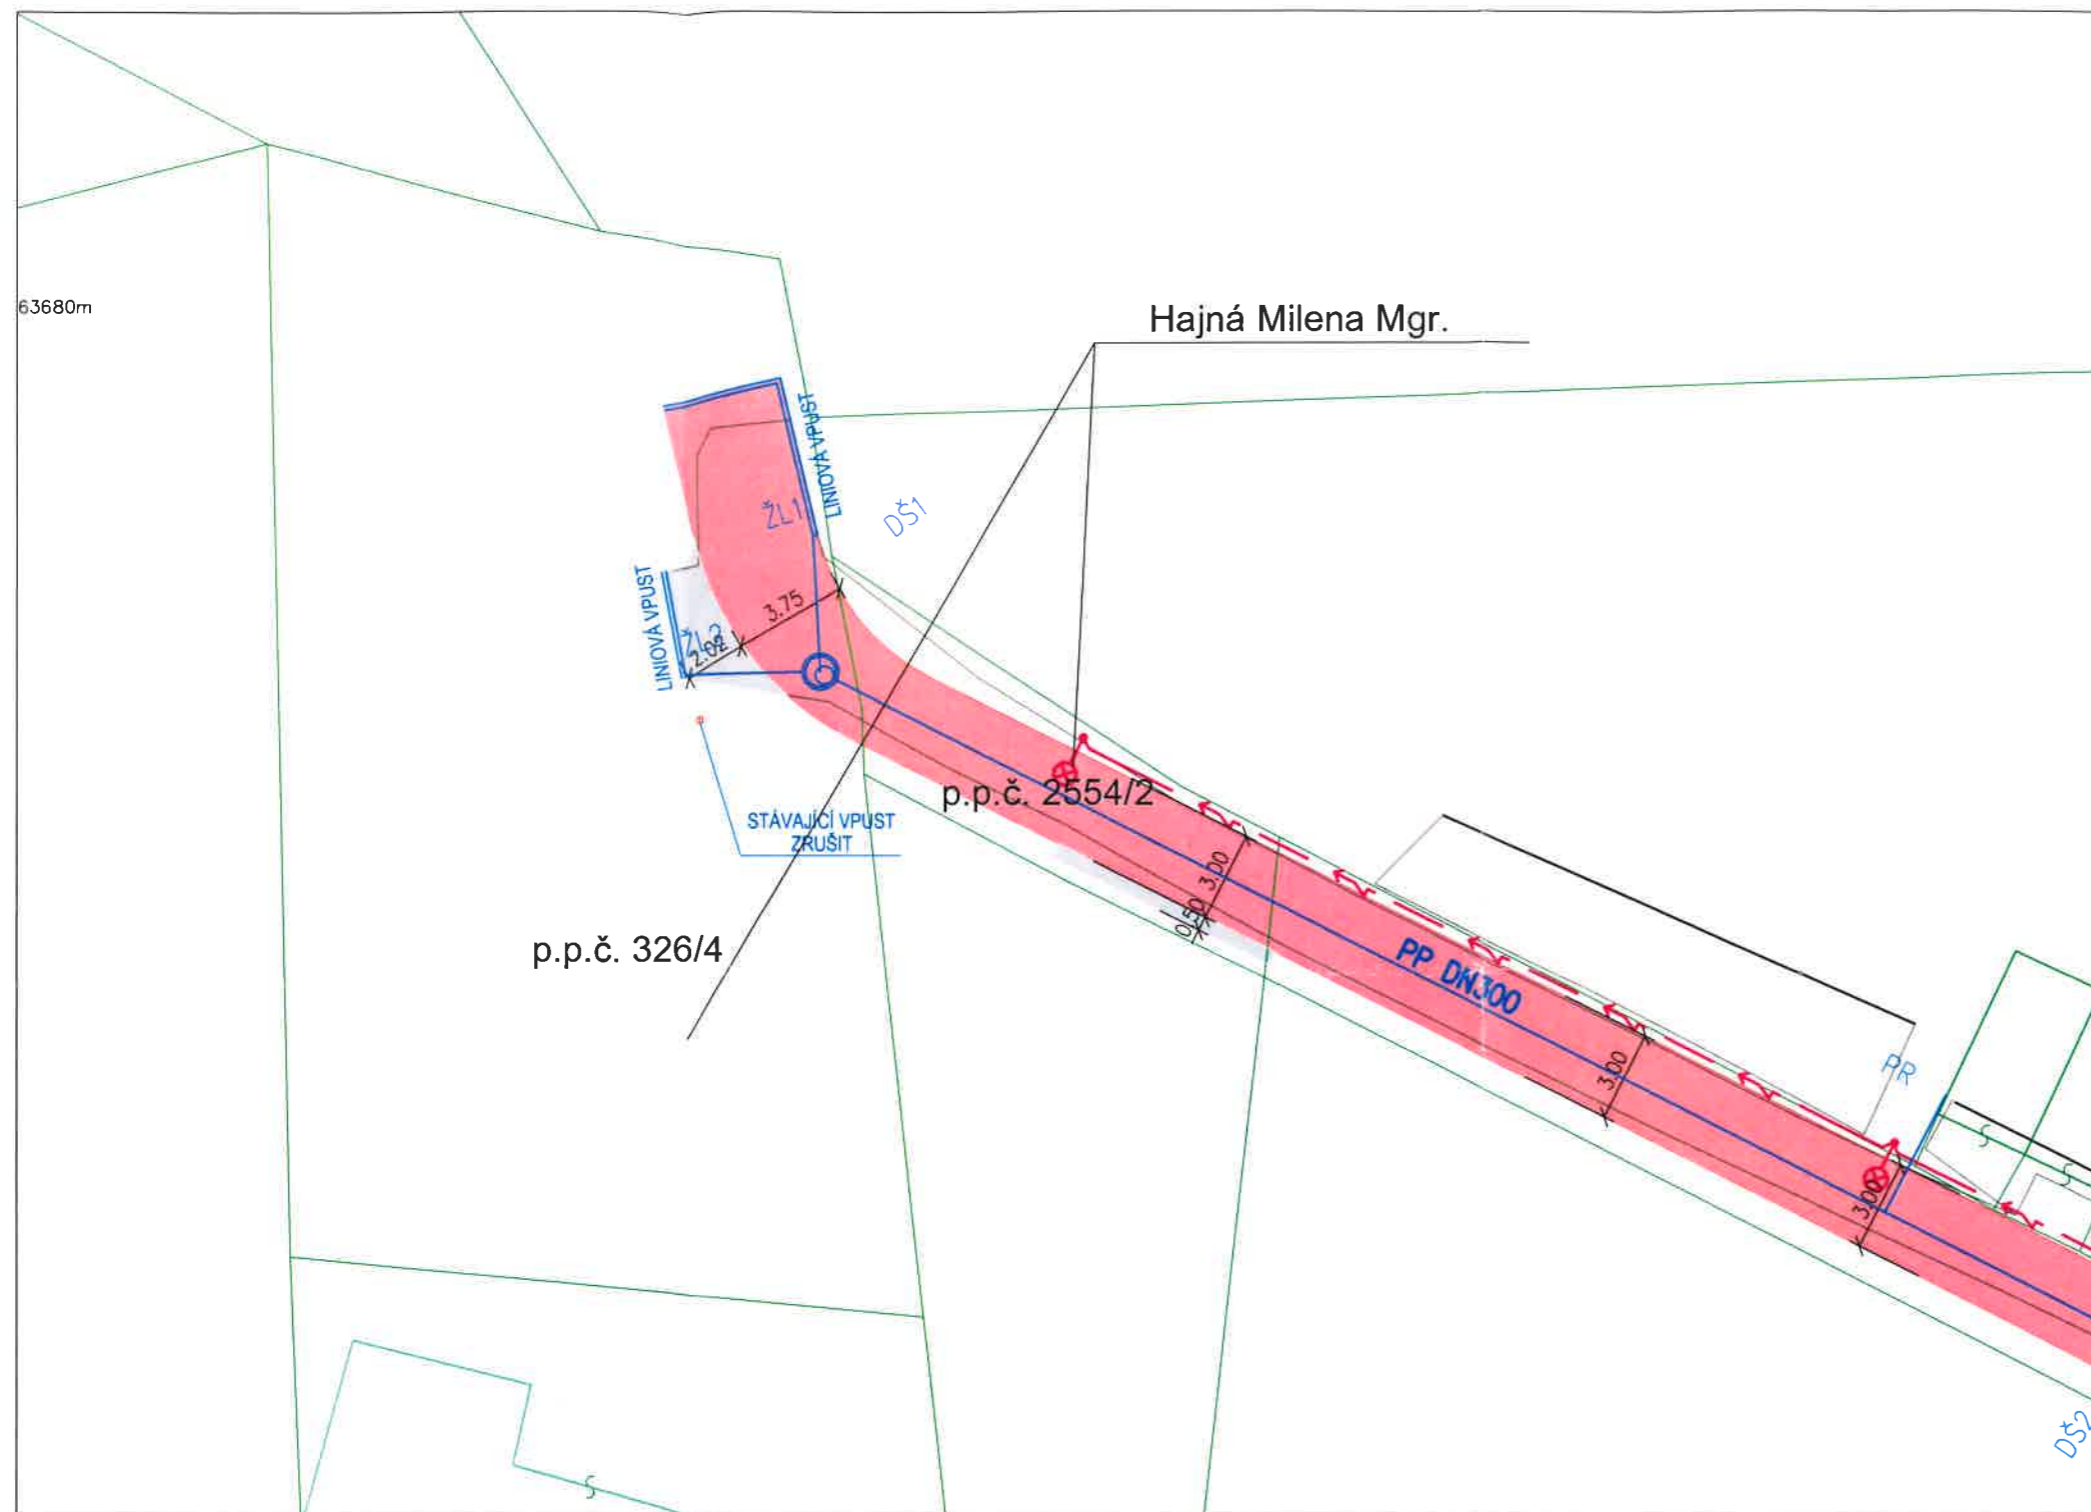 63680m
Hajná Milena Mgr.
LINIOVÁ VPUST
ŽL1
DŠ1
LINIOVÁ VPUST
3.75
ŽL2
2.02
p.p.č. 2554/2
STÁVAJÍCÍ VPUST
ZRUŠIT
3.00
0.50
p.p.č. 326/4
PP DN300
3.00
PR
3.00
DŠ2